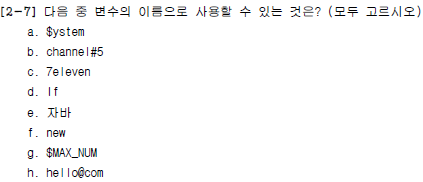 [2-7] 다음 중 변수의 이름으로 사용할 수 있는 것은? (모두 고르시오)
a. $ystem
b. channel#5
c. 7eleven
d. If
e. 자바
f. new
g. $MAX_NUM
h. hello@com